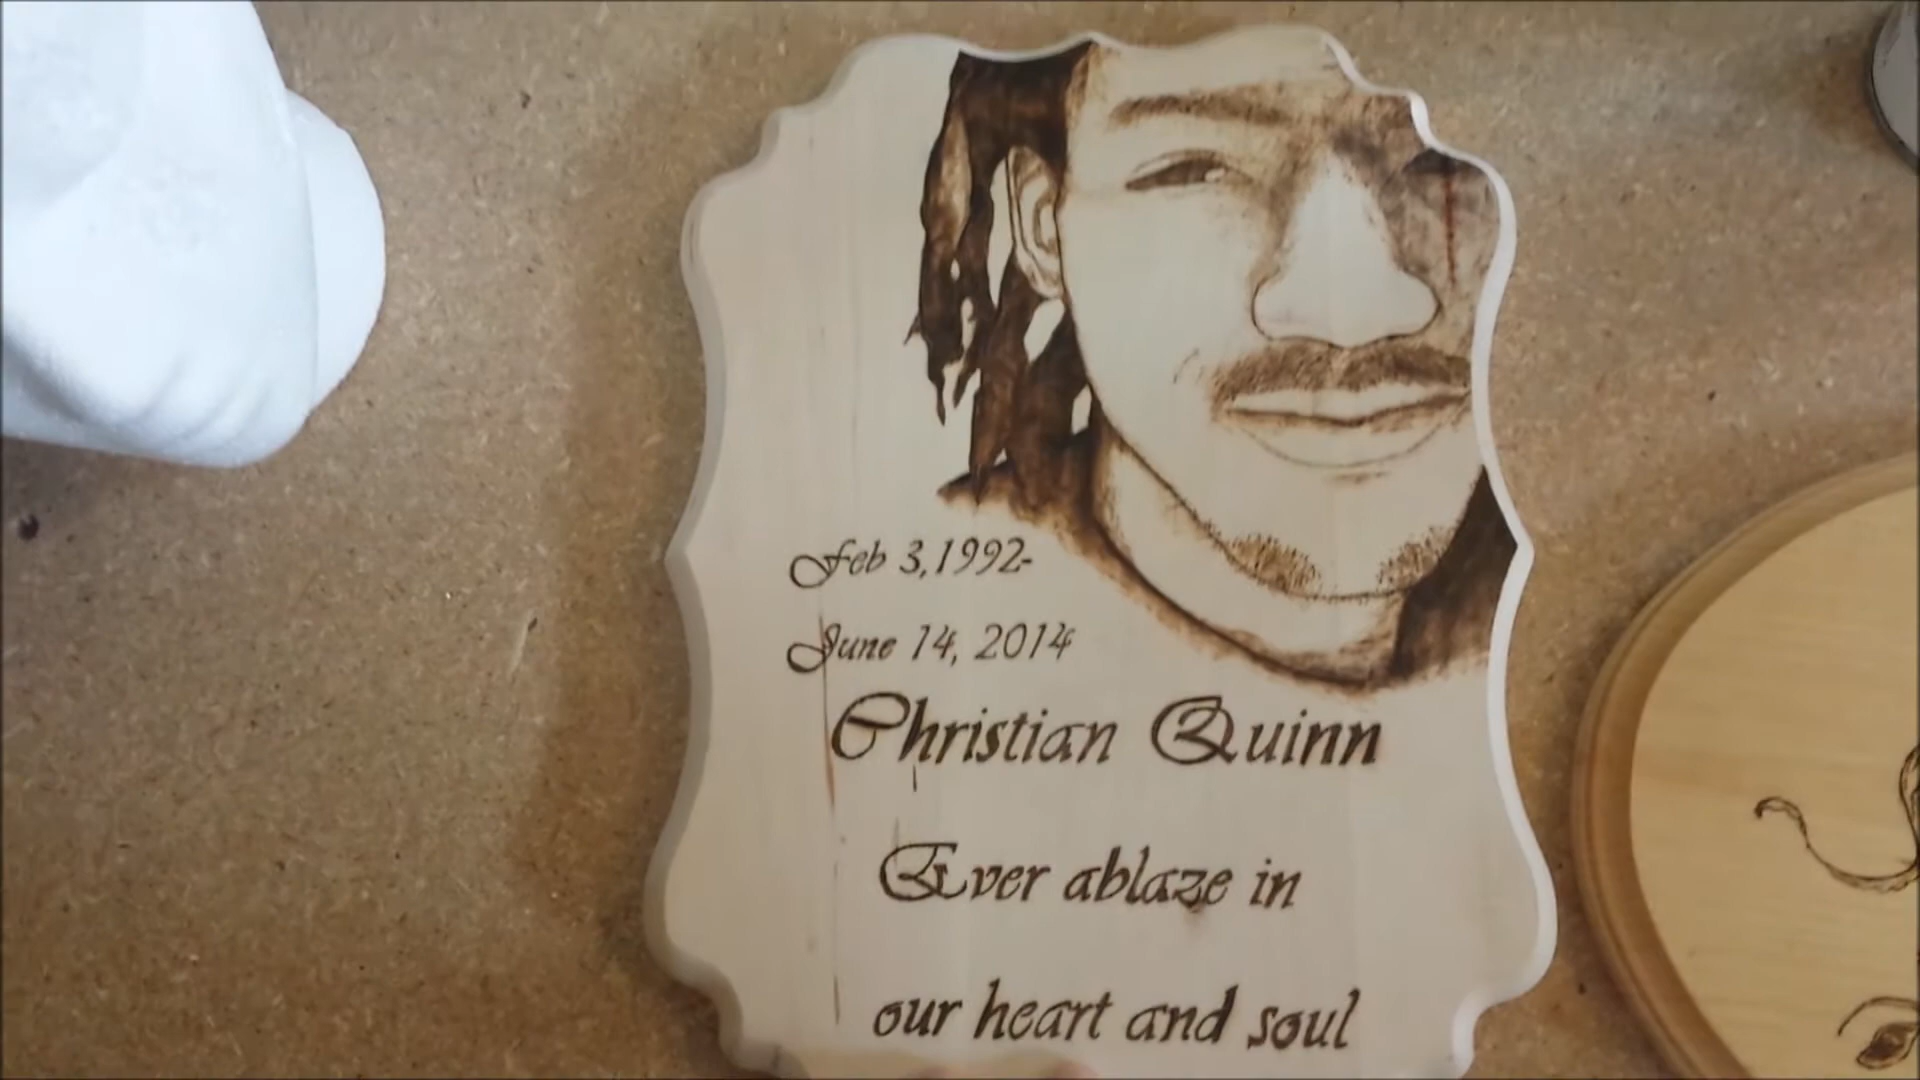 Feb 3,1992-
June 14, 2014
Christian Quinn
Ever ablaze in
our heart and soul